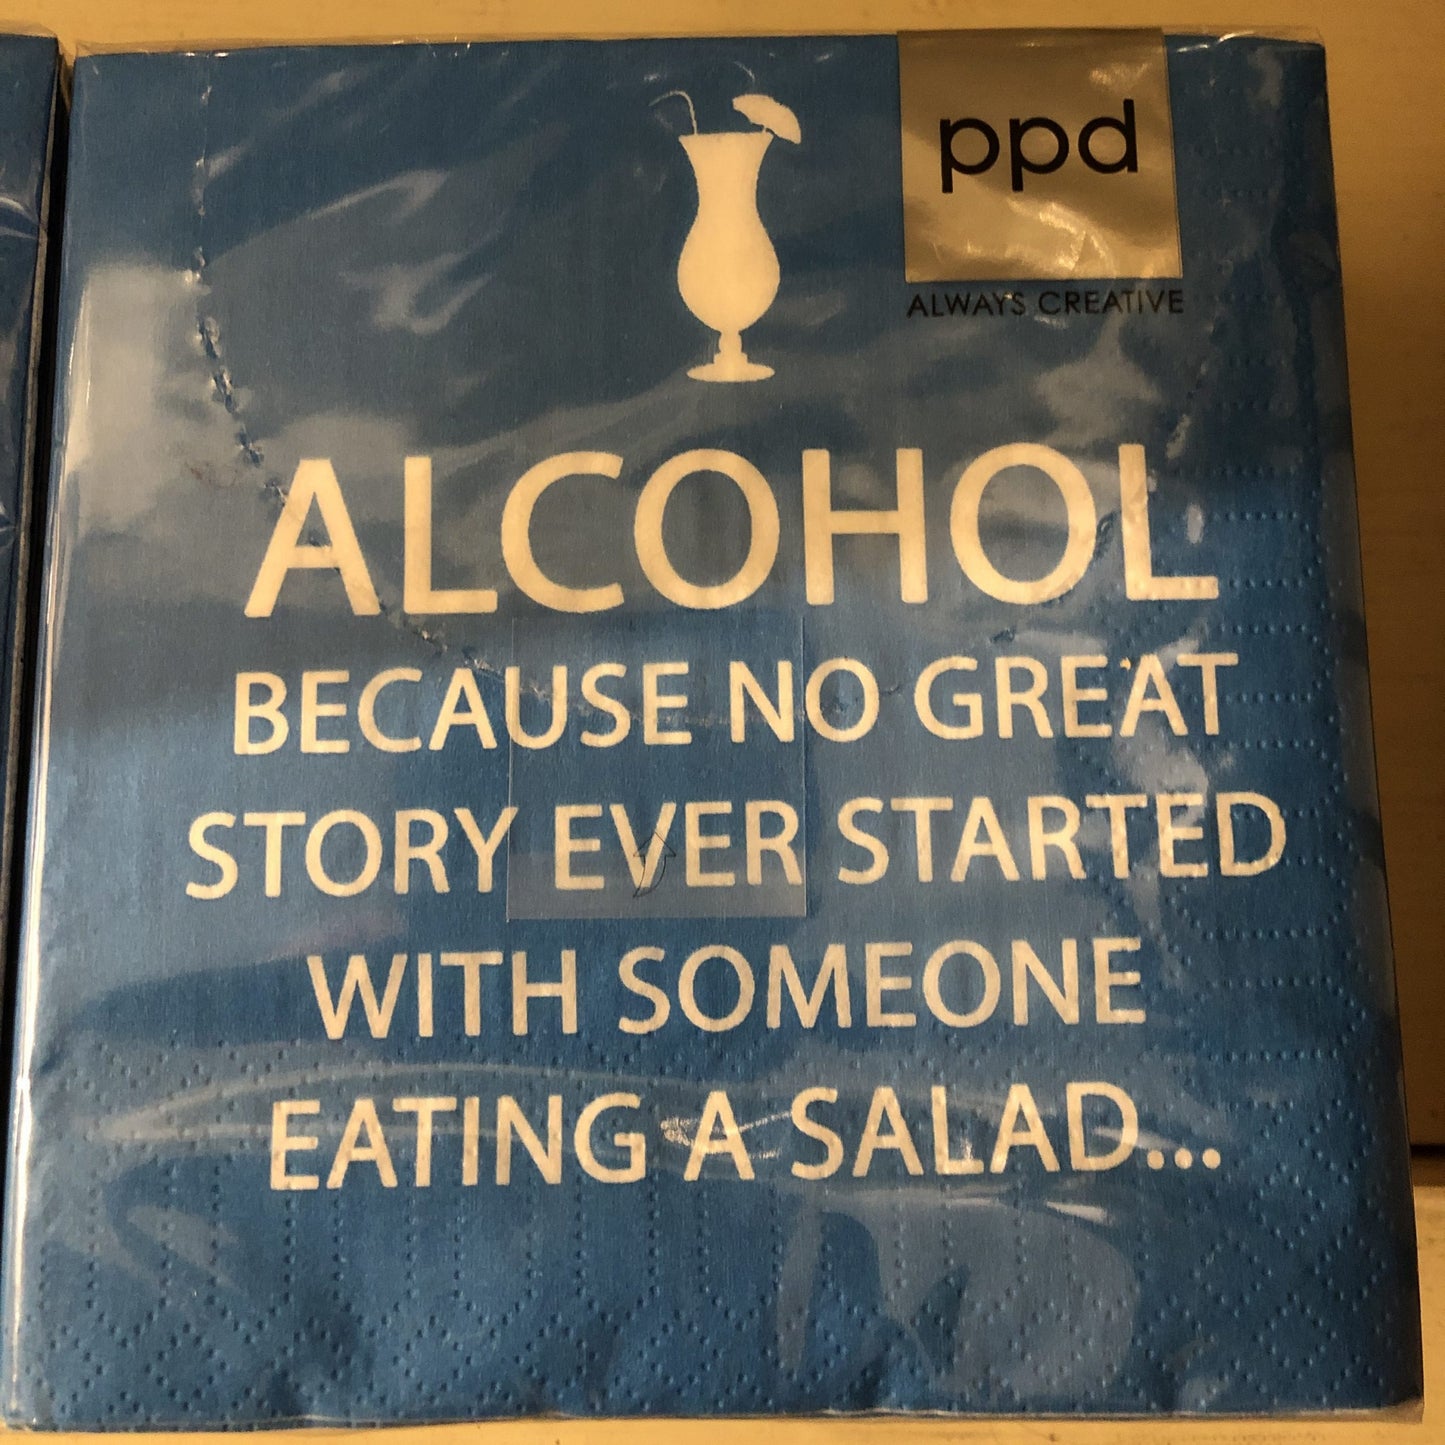 ppd
ALWAYS CREATIVE
ALCOHOL
BECAUSE NO GREAT
STORY EVER STARTED
WITH SOMEONE
EATING A SALAD...